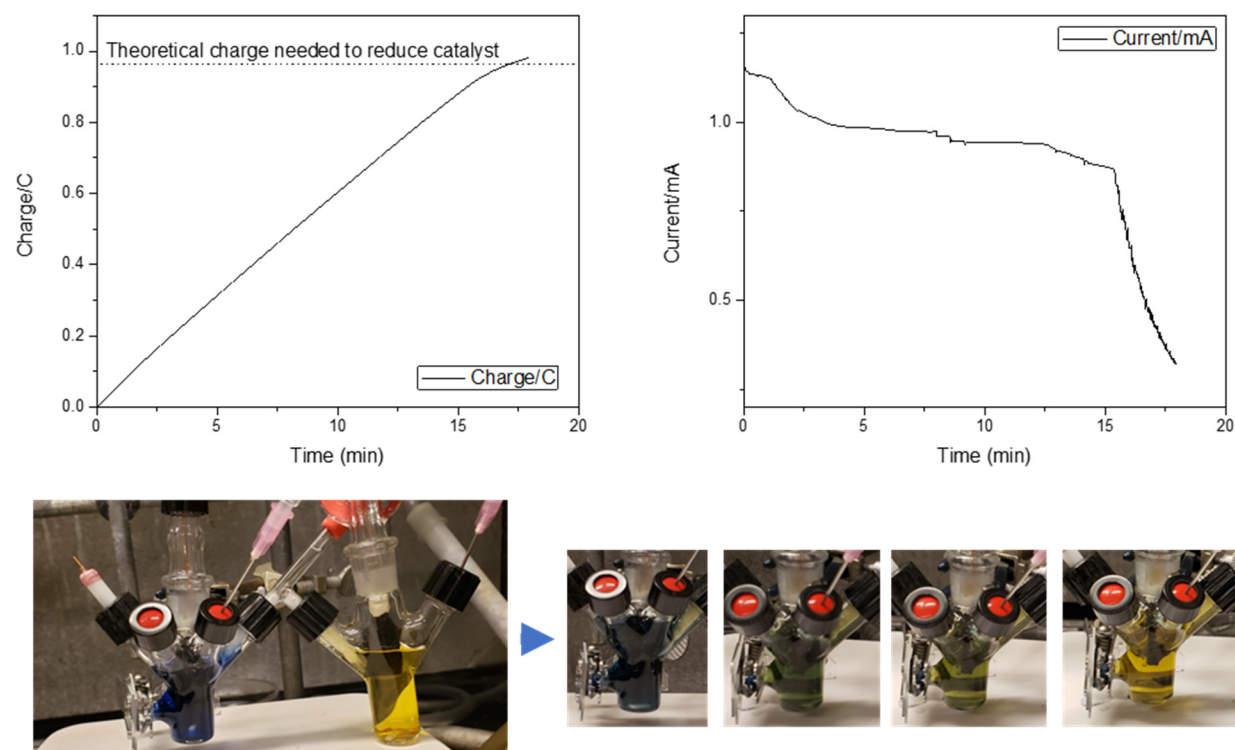 Theoretical charge needed to reduce catalyst
1.0
0.8
0.6
0.4
0.2
0.0
Charge/C
Charge/C
0
5
10
15
20
Time (min)
Current/mA
1.0
0.5
Current/mA
0
5
10
15
20
Time (min)